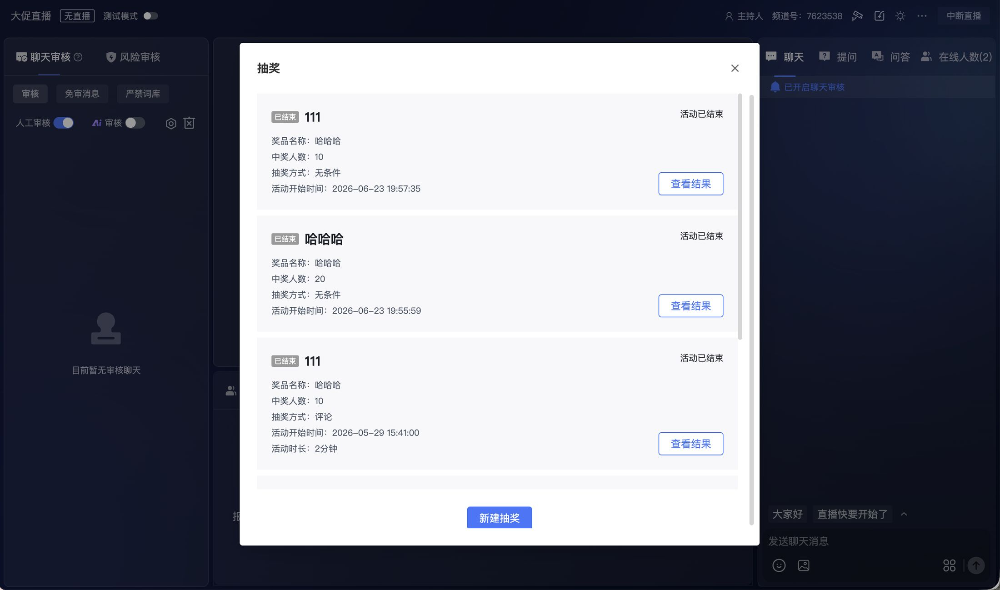 大促直播 无直播 测试模式
主持人 频道号：7623538 中断直播
聊天审核 风险审核
审核 免审消息 严禁词库
人工审核 Ai 审核
目前暂无审核聊天
抽奖
已结束 111 活动已结束
奖品名称：哈哈哈
中奖人数：10
抽奖方式：无条件
活动开始时间：2026-06-23 19:57:35
查看结果
已结束 哈哈哈 活动已结束
奖品名称：哈哈哈
中奖人数：20
抽奖方式：无条件
活动开始时间：2026-06-23 19:55:59
查看结果
已结束 111 活动已结束
奖品名称：哈哈哈
中奖人数：10
抽奖方式：评论
活动开始时间：2026-05-29 15:41:00
活动时长：2分钟
查看结果
新建抽奖
聊天 提问 问答 在线人数(2)
已开启聊天审核
大家好 直播快要开始了
发送聊天消息